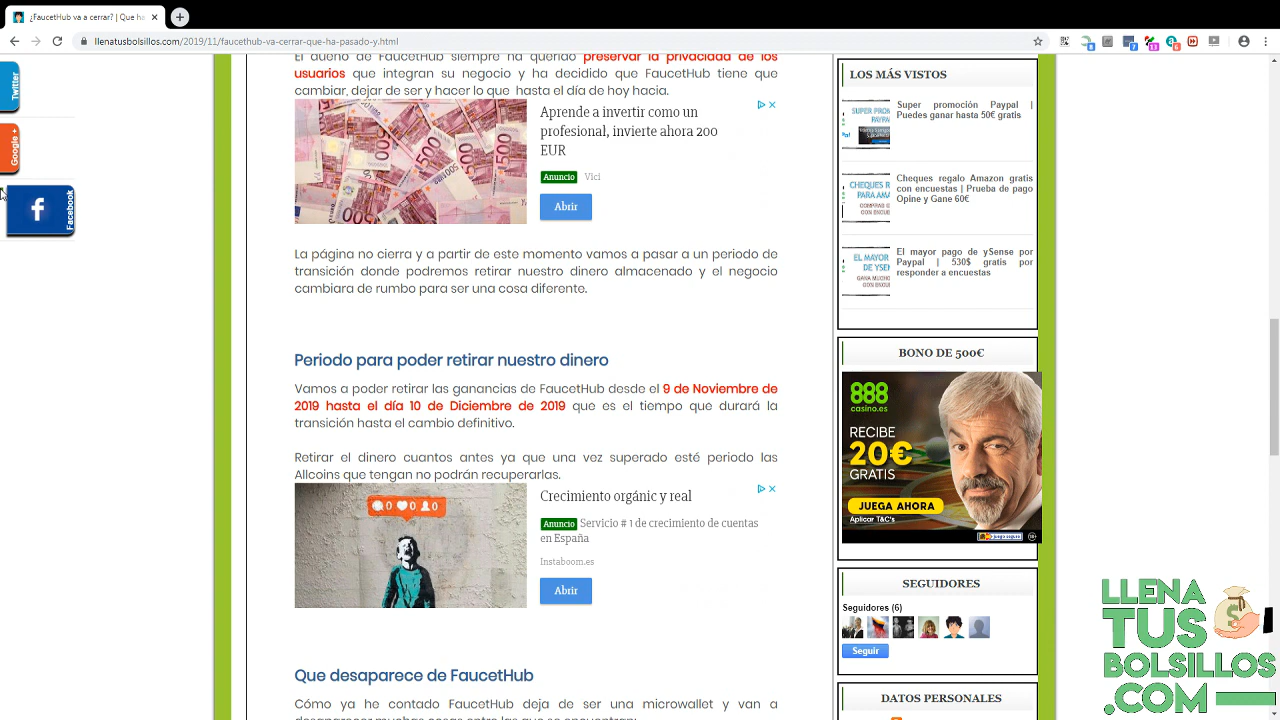 ¿FaucetHub va a cerrar? | Que ha
llenatusbolsillos.com/2019/11/faucethub-va-cerrar-que-ha-pasado-y.html
Twitter
Google +
Facebook
El dueño de FaucetHub siempre ha querido preservar la privacidad de los
usuarios que integran su negocio y ha decidido que FaucetHub tiene que
cambiar, dejar de ser y hacer lo que hasta el día de hoy hacía.
Aprende a invertir como un
profesional, invierte ahora 200
EUR
Anuncio Vici
Abrir
La página no cierra y a partir de este momento vamos a pasar a un periodo de
transición donde podremos retirar nuestro dinero almacenado y el negocio
cambiara de rumbo para ser una cosa diferente.
Periodo para poder retirar nuestro dinero
Vamos a poder retirar las ganancias de FaucetHub desde el 9 de Noviembre de
2019 hasta el día 10 de Diciembre de 2019 que es el tiempo que durará la
transición hasta el cambio definitivo.
Retirar el dinero cuantos antes ya que una vez superado esté periodo las
Allcoins que tengan no podrán recuperarlas.
0 0 0
Crecimiento orgánic y real
Anuncio Servicio # 1 de crecimiento de cuentas
en España
Instaboom.es
Abrir
Que desaparece de FaucetHub
Cómo ya he contado FaucetHub deja de ser una microwallet y van a
desaparecer muchas cosas entre las que se encuentran:
LOS MÁS VISTOS
Super promoción Paypal |
Puedes ganar hasta 50€ gratis
Cheques regalo Amazon gratis
con encuestas | Prueba de pago
Opine y Gane 60€
El mayor pago de ySense por
Paypal | 530$ gratis por
responder a encuestas
BONO DE 500€
888
casino.es
RECIBE
20€
GRATIS
JUEGA AHORA
Aplicar T&C's
SEGUIDORES
Seguidores (6)
Seguir
DATOS PERSONALES
LLENA
TUS
BOLSILLOS
.COM